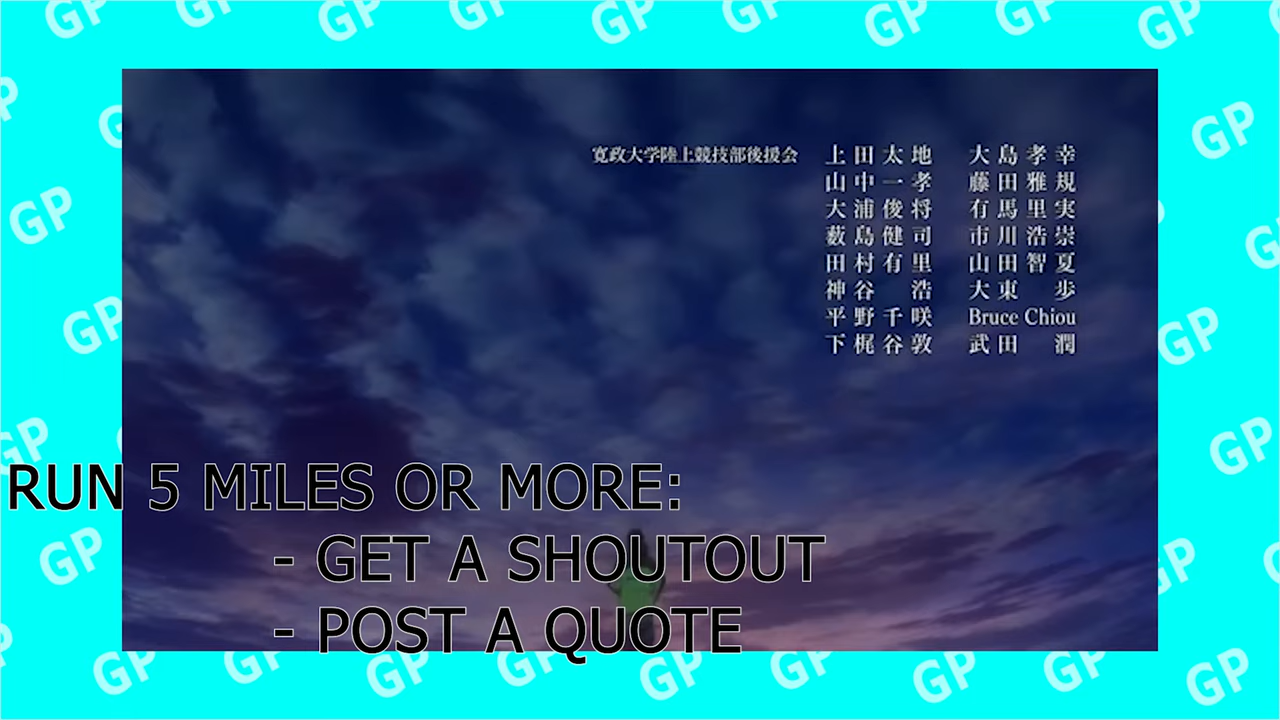 寛政大学陸上競技部後援会 上田太地 大島孝幸
山中一孝 藤田雅規
大浦俊将 有馬里実
薮島健司 市川浩崇
田村有里 山田智夏
神谷 浩 大東 歩
平野千咲 Bruce Chiou
下梶谷敦 武田 潤
RUN 5 MILES OR MORE:
- GET A SHOUTOUT
- POST A QUOTE
GP